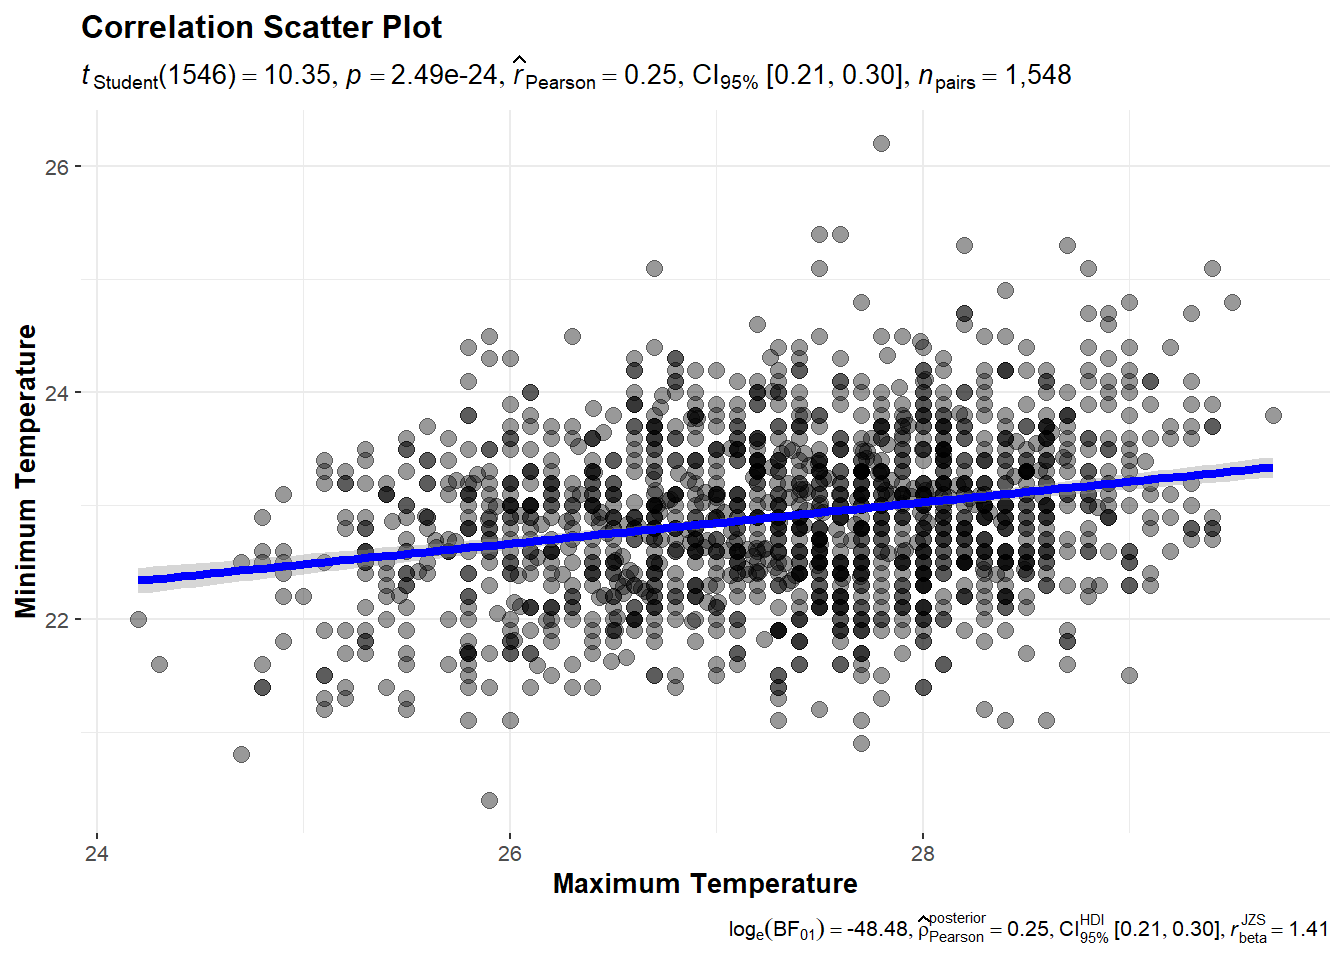 Correlation Scatter Plot
t Student(1546) = 10.35, p = 2.49e-24, r̂ Pearson = 0.25, CI95% [0.21, 0.30], n pairs = 1,548
26
24
22
Minimum Temperature
24 26 28
Maximum Temperature
loge(BF01) = -48.48, ρ̂ posterior Pearson = 0.25, CI HDI 95% [0.21, 0.30], r JZS beta = 1.41